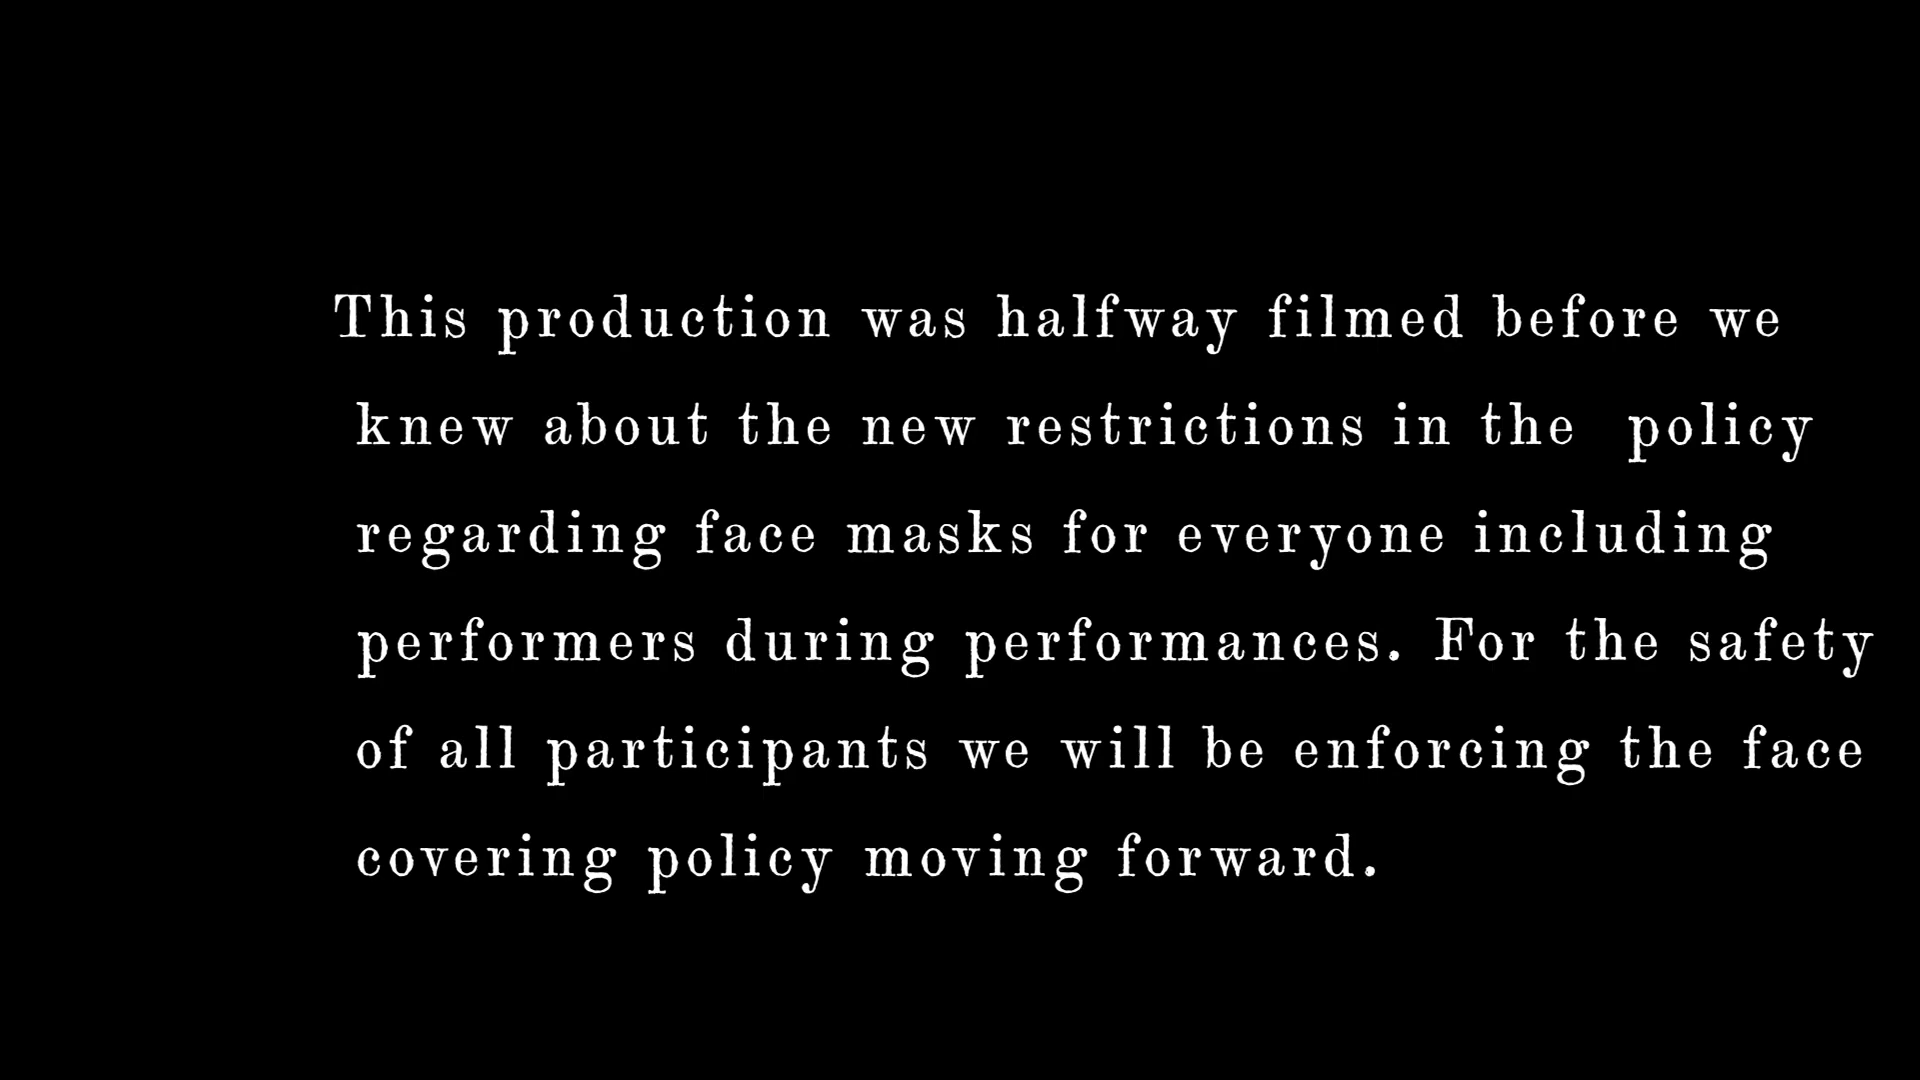 This production was halfway filmed before we
knew about the new restrictions in the  policy
regarding face masks for everyone including
performers during performances. For the safety
of all participants we will be enforcing the face
covering policy moving forward.